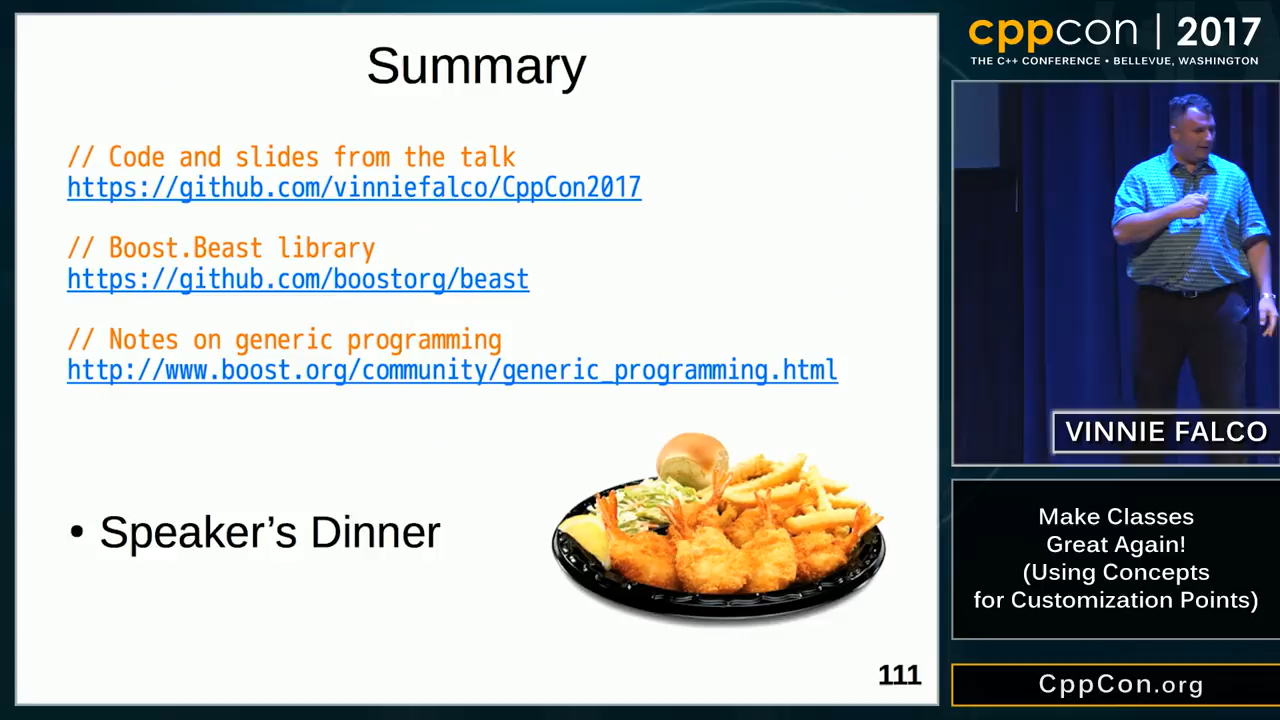 Summary
// Code and slides from the talk
https://github.com/vinniefalco/CppCon2017
// Boost.Beast library
https://github.com/boostorg/beast
// Notes on generic programming
http://www.boost.org/community/generic_programming.html
• Speaker’s Dinner
111
cppcon | 2017
THE C++ CONFERENCE • BELLEVUE, WASHINGTON
VINNIE FALCO
Make Classes
Great Again!
(Using Concepts
for Customization Points)
CppCon.org